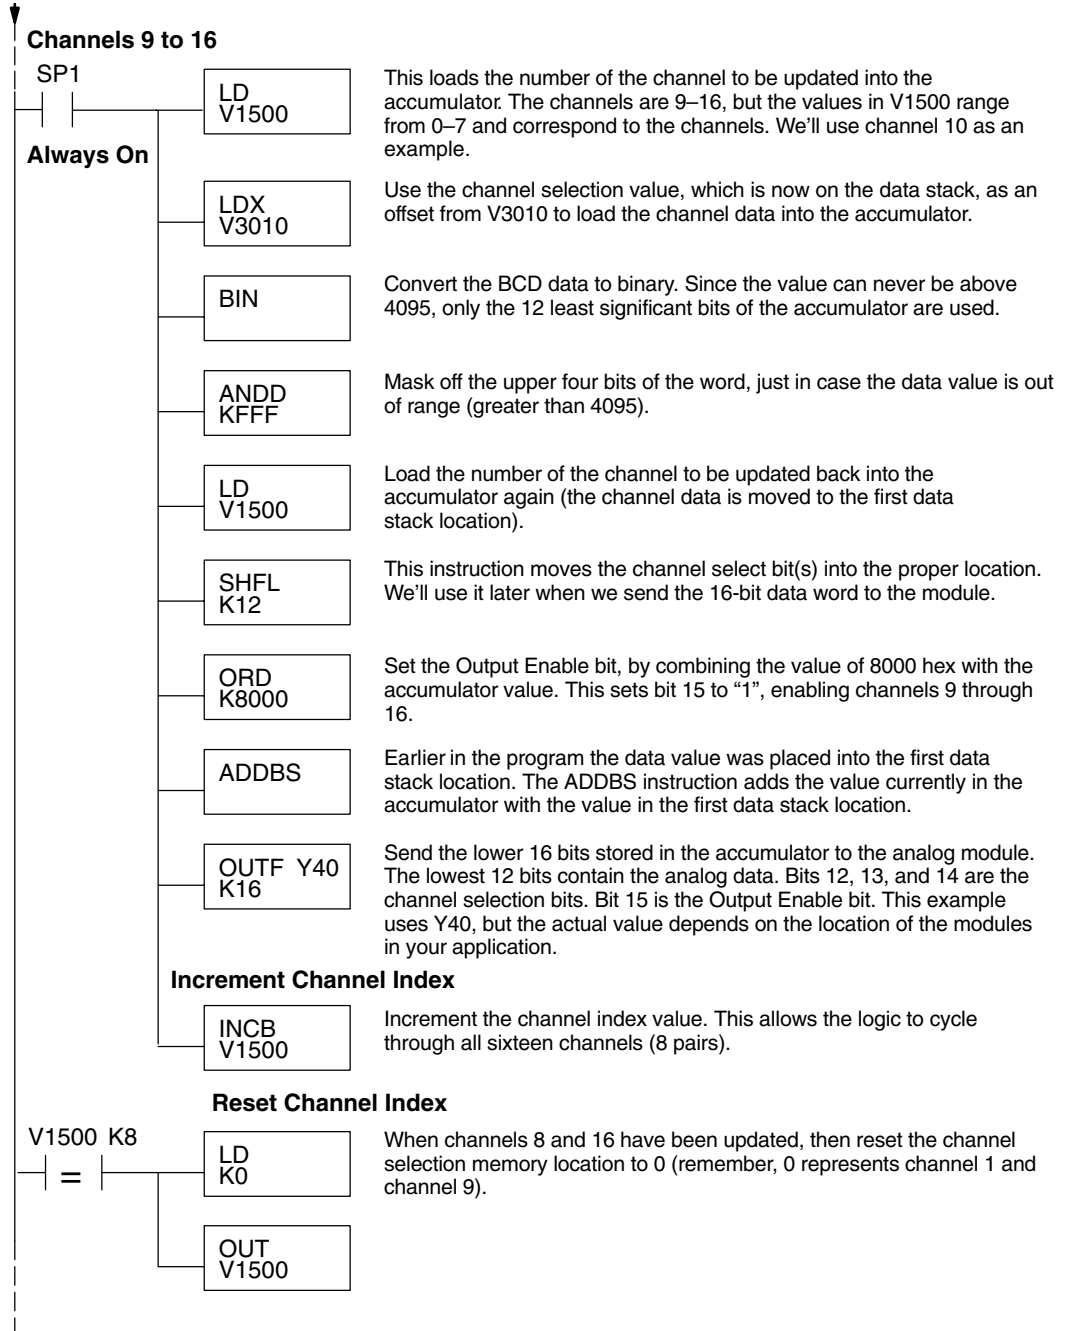 Channels 9 to 16
SP1
Always On
LD
V1500
This loads the number of the channel to be updated into the
accumulator. The channels are 9–16, but the values in V1500 range
from 0–7 and correspond to the channels. We’ll use channel 10 as an
example.
LDX
V3010
Use the channel selection value, which is now on the data stack, as an
offset from V3010 to load the channel data into the accumulator.
BIN
Convert the BCD data to binary. Since the value can never be above
4095, only the 12 least significant bits of the accumulator are used.
ANDD
KFFF
Mask off the upper four bits of the word, just in case the data value is out
of range (greater than 4095).
LD
V1500
Load the number of the channel to be updated back into the
accumulator again (the channel data is moved to the first data
stack location).
SHFL
K12
This instruction moves the channel select bit(s) into the proper location.
We’ll use it later when we send the 16-bit data word to the module.
ORD
K8000
Set the Output Enable bit, by combining the value of 8000 hex with the
accumulator value. This sets bit 15 to “1”, enabling channels 9 through
16.
ADDBS
Earlier in the program the data value was placed into the first data
stack location. The ADDBS instruction adds the value currently in the
accumulator with the value in the first data stack location.
OUTF Y40
K16
Send the lower 16 bits stored in the accumulator to the analog module.
The lowest 12 bits contain the analog data. Bits 12, 13, and 14 are the
channel selection bits. Bit 15 is the Output Enable bit. This example
uses Y40, but the actual value depends on the location of the modules
in your application.
Increment Channel Index
INCB
V1500
Increment the channel index value. This allows the logic to cycle
through all sixteen channels (8 pairs).
Reset Channel Index
V1500 K8
=
LD
K0
When channels 8 and 16 have been updated, then reset the channel
selection memory location to 0 (remember, 0 represents channel 1 and
channel 9).
OUT
V1500